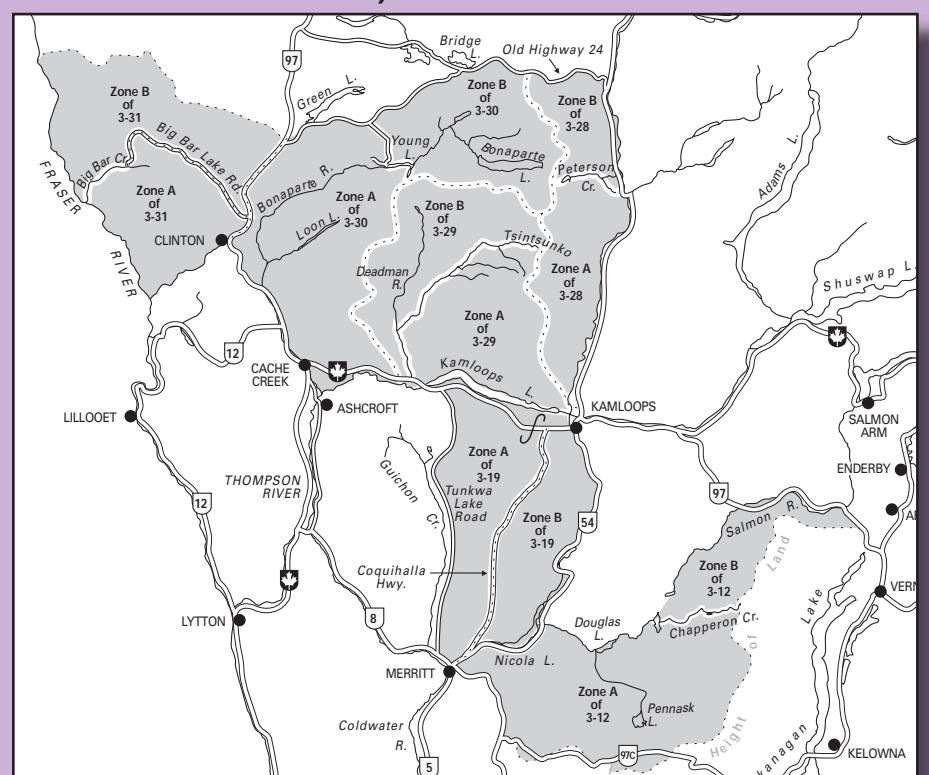 Bridge
L.
Old Highway 24
97
Green L.
Zone B
of
3-31
Zone B
of
3-30
Zone B
of
3-28
Big Bar Lake Rd.
Big Bar Cr.
Young
L.
Bonaparte
L.
Peterson
Cr.
Adams L.
FRASER
RIVER
Zone A
of
3-31
Bonaparte R.
Zone A
of
3-30
Loon L.
Zone B
of
3-29
CLINTON
Tsintsunko
Deadman
R.
Zone A
of
3-28
Shuswap L.
Zone A
of
3-29
12
CACHE
CREEK
Kamloops L.
ASHCROFT
KAMLOOPS
LILLOOET
SALMON
ARM
Guichon Cr.
Zone A
of
3-19
Tunkwa
Lake
Road
ENDERBY
THOMPSON
RIVER
12
97
Salmon R.
Zone B
of
3-19
54
Land
Coquihalla
Hwy.
Zone B
of
3-12
Lake
LYTTON
8
Douglas
L.
Chapperon Cr.
of
MERRITT
Nicola L.
Zone A
of
3-12
Pennask
L.
Coldwater
R.
Height
5
97C
KELOWNA